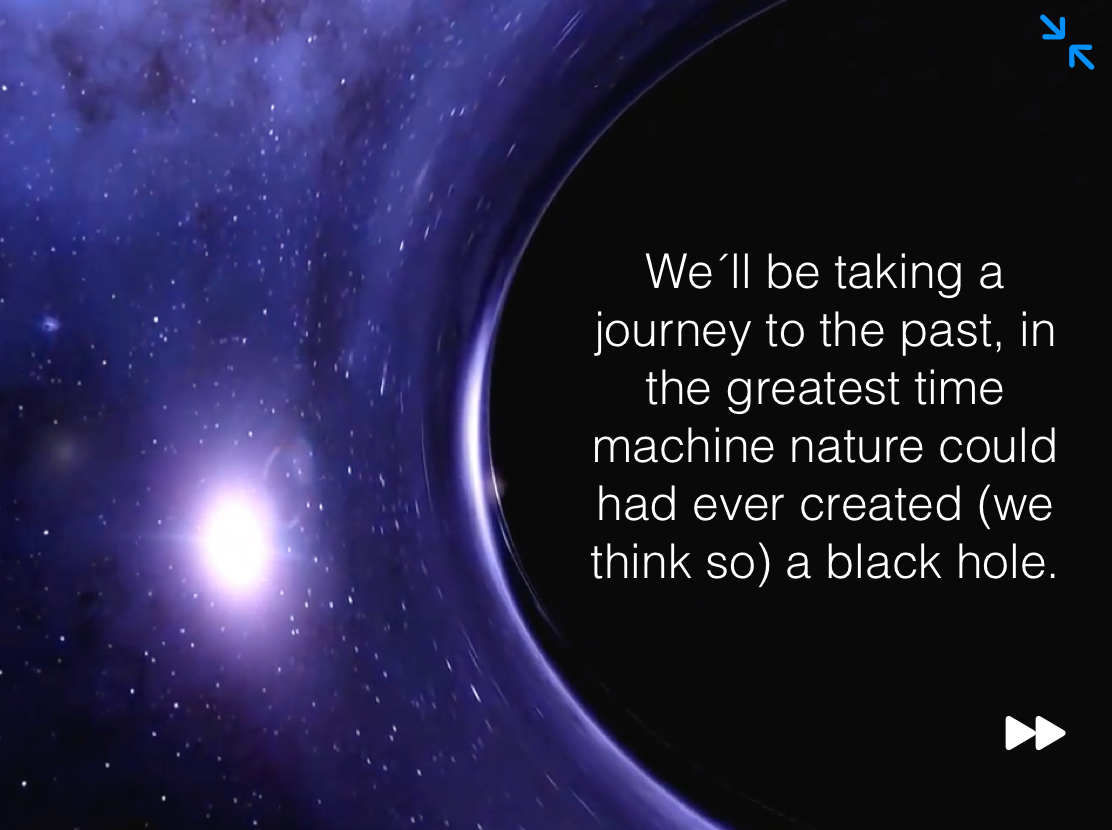 We´ll be taking a
journey to the past, in
the greatest time
machine nature could
had ever created (we
think so) a black hole.